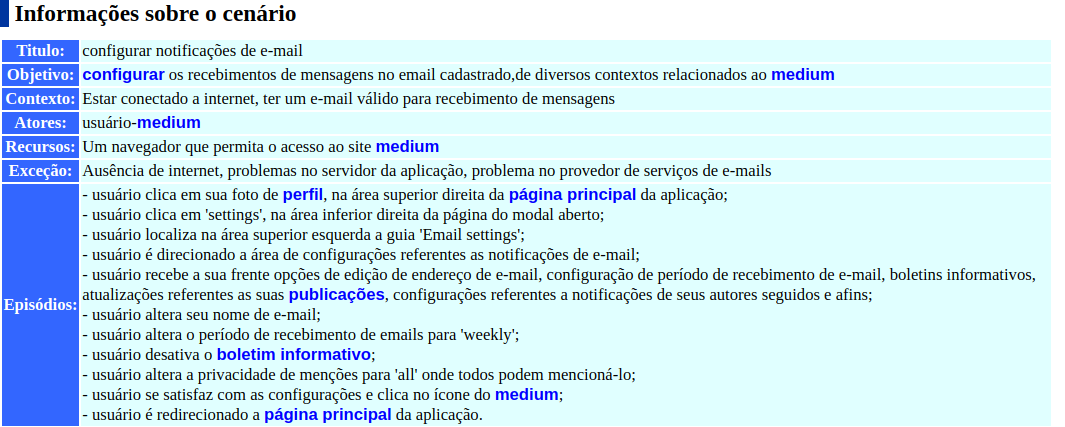 Informações sobre o cenário
Titulo: configurar notificações de e-mail
Objetivo: configurar os recebimentos de mensagens no email cadastrado,de diversos contextos relacionados ao medium
Contexto: Estar conectado a internet, ter um e-mail válido para recebimento de mensagens
Atores: usuário-medium
Recursos: Um navegador que permita o acesso ao site medium
Exceção: Ausência de internet, problemas no servidor da aplicação, problema no provedor de serviços de e-mails
Episódios:
- usuário clica em sua foto de perfil, na área superior direita da página principal da aplicação;
- usuário clica em 'settings', na área inferior direita da página do modal aberto;
- usuário localiza na área superior esquerda a guia 'Email settings';
- usuário é direcionado a área de configurações referentes as notificações de e-mail;
- usuário recebe a sua frente opções de edição de endereço de e-mail, configuração de período de recebimento de e-mail, boletins informativos,
atualizações referentes as suas publicações, configurações referentes a notificações de seus autores seguidos e afins;
- usuário altera seu nome de e-mail;
- usuário altera o período de recebimento de emails para 'weekly';
- usuário desativa o boletim informativo;
- usuário altera a privacidade de menções para 'all' onde todos podem mencioná-lo;
- usuário se satisfaz com as configurações e clica no ícone do medium;
- usuário é redirecionado a página principal da aplicação.